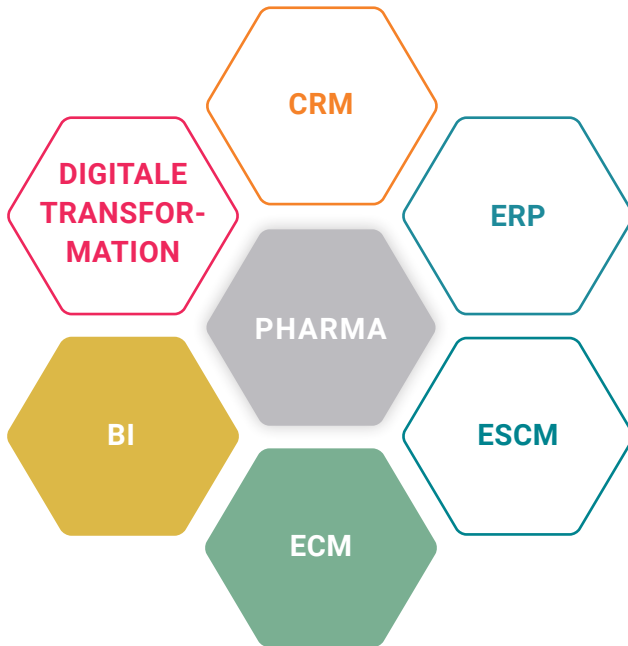 CRM
DIGITALE
TRANSFOR-
MATION
ERP
PHARMA
BI
ESCM
ECM